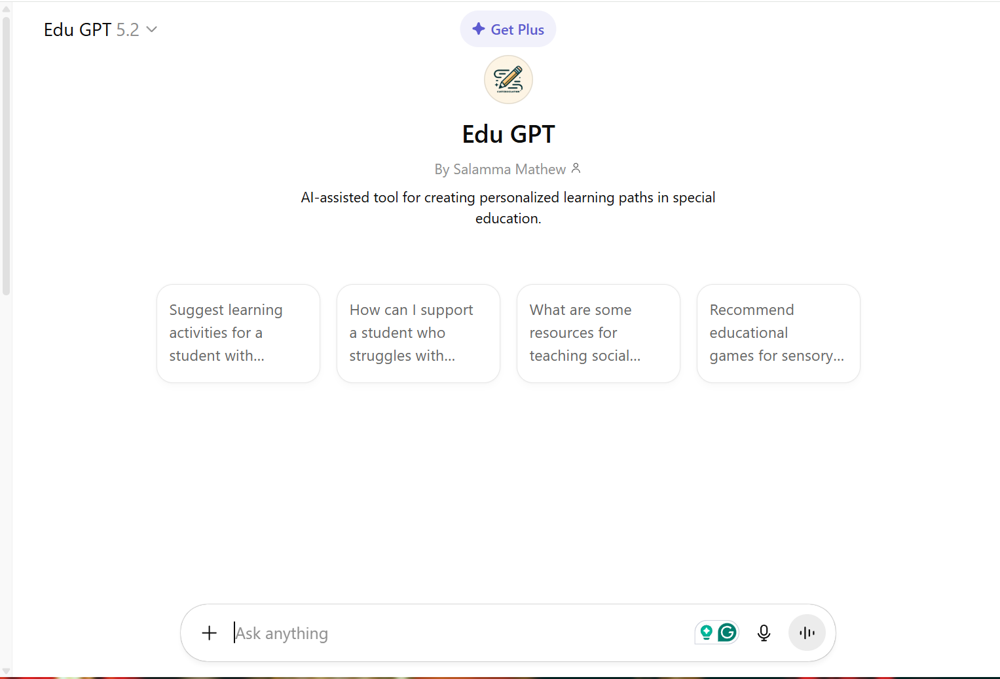 Edu GPT 5.2
Get Plus
Edu GPT
By Salamma Mathew
AI-assisted tool for creating personalized learning paths in special
education.
Suggest learning
activities for a
student with...
How can I support
a student who
struggles with...
What are some
resources for
teaching social...
Recommend
educational
games for sensory...
Ask anything